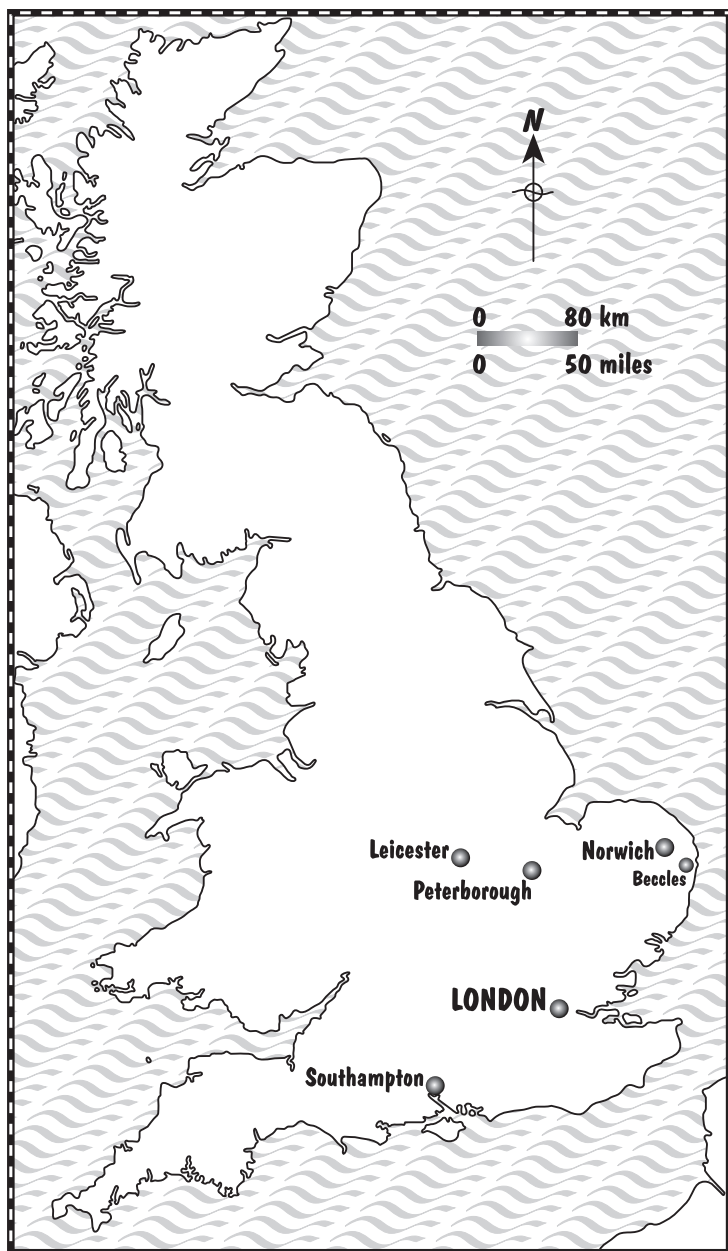 N
0 80 km
0 50 miles
Leicester
Norwich
Peterborough
Beccles
LONDON
Southampton